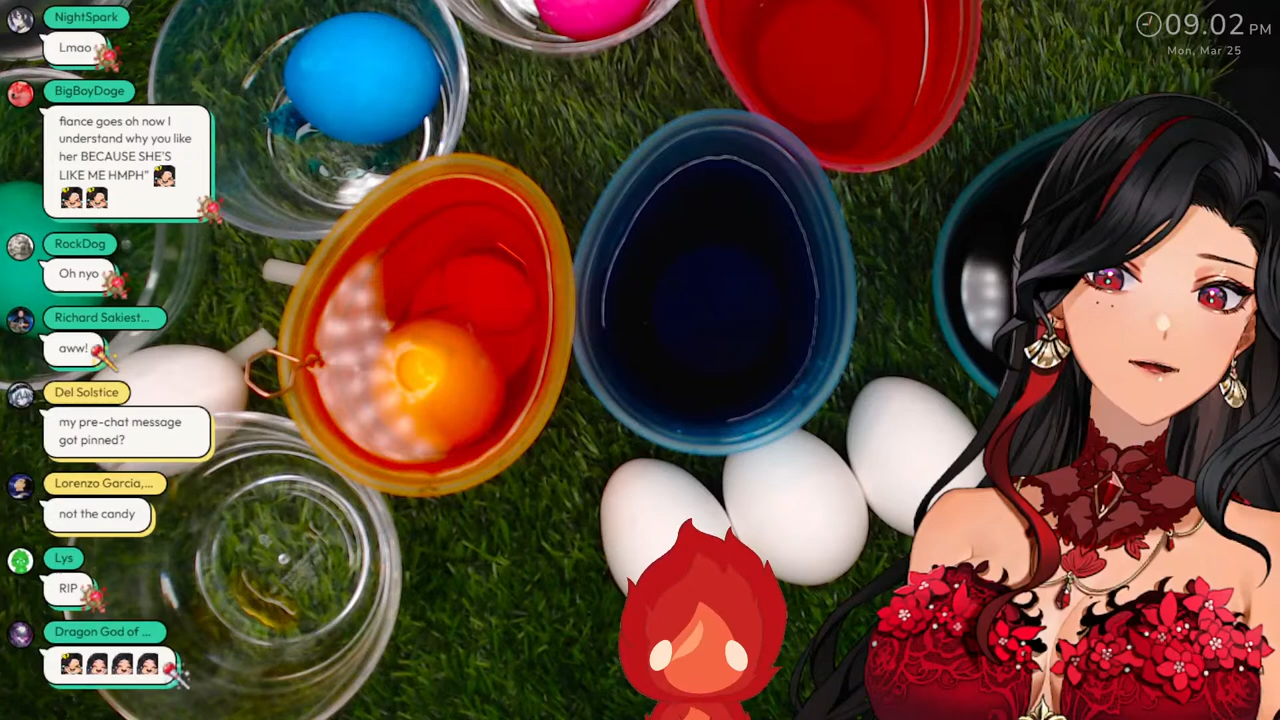 NightSpark
Lmao
BigBoyDoge
fiance goes oh now I
understand why you like
her BECAUSE SHE'S
LIKE ME HMPH"
RockDog
Oh nyo
Richard Sakiest...
aww!
Del Solstice
my pre-chat message
got pinned?
Lorenzo Garcia,...
not the candy
Lys
RIP
Dragon God of ...
09.02 PM
Mon, Mar 25